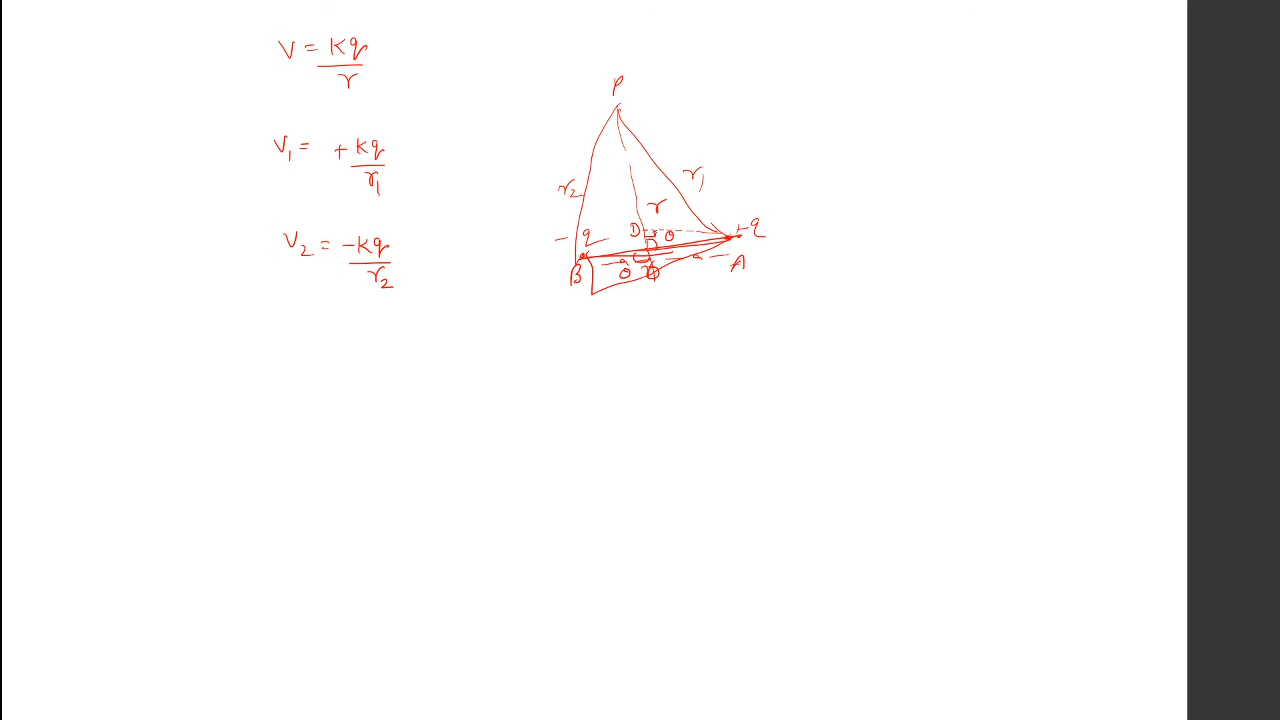 V = Kq/r
V₁ = + Kq/r₁
V₂ = - Kq/r₂
P
r₂
r₁
r
- q
D
θ
+q
B
a
O
a
A